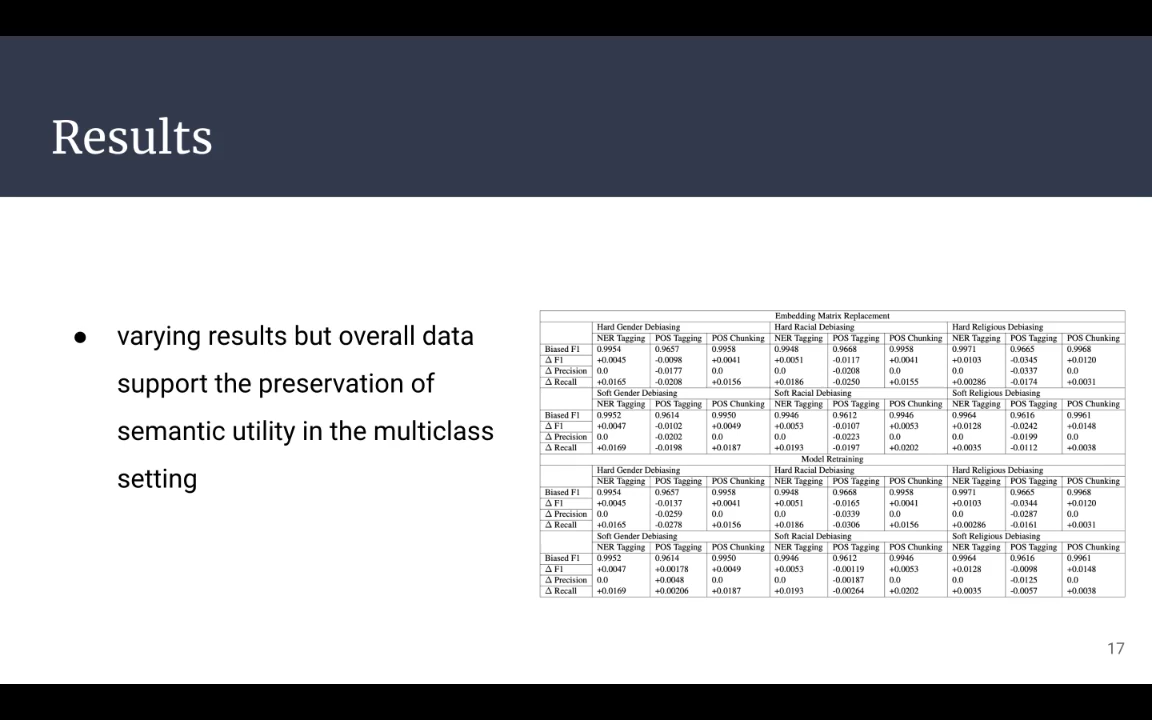 Results
● varying results but overall data
support the preservation of
semantic utility in the multiclass
setting
Embedding Matrix Replacement
Hard Gender Debiasing Hard Racial Debiasing Hard Religious Debiasing
NER Tagging POS Tagging POS Chunking NER Tagging POS Tagging POS Chunking NER Tagging POS Tagging POS Chunking
Biased F1 0.9954 0.9657 0.9958 0.9948 0.9668 0.9958 0.9971 0.9665 0.9968
Δ F1 +0.0045 -0.0098 +0.0041 +0.0051 -0.0117 +0.0041 +0.0103 -0.0345 +0.0120
Δ Precision 0.0 -0.0177 0.0 0.0 -0.0208 0.0 0.0 -0.0337 0.0
Δ Recall +0.0165 -0.0208 +0.0156 +0.0186 -0.0250 +0.0155 +0.00286 -0.0174 +0.0031
Soft Gender Debiasing Soft Racial Debiasing Soft Religious Debiasing
NER Tagging POS Tagging POS Chunking NER Tagging POS Tagging POS Chunking NER Tagging POS Tagging POS Chunking
Biased F1 0.9952 0.9614 0.9950 0.9946 0.9612 0.9946 0.9964 0.9616 0.9961
Δ F1 +0.0047 -0.0102 +0.0049 +0.0053 -0.0107 +0.0053 +0.0128 -0.0242 +0.0148
Δ Precision 0.0 -0.0202 0.0 0.0 -0.0223 0.0 0.0 -0.0199 0.0
Δ Recall +0.0169 -0.0198 +0.0187 +0.0193 -0.0197 +0.0202 +0.0035 -0.0112 +0.0038
Model Retraining
Hard Gender Debiasing Hard Racial Debiasing Hard Religious Debiasing
NER Tagging POS Tagging POS Chunking NER Tagging POS Tagging POS Chunking NER Tagging POS Tagging POS Chunking
Biased F1 0.9954 0.9657 0.9958 0.9948 0.9668 0.9958 0.9971 0.9665 0.9968
Δ F1 +0.0045 -0.0137 +0.0041 +0.0051 -0.0165 +0.0041 +0.0103 -0.0344 +0.0120
Δ Precision 0.0 -0.0259 0.0 0.0 -0.0339 0.0 0.0 -0.0287 0.0
Δ Recall +0.0165 -0.0278 +0.0156 +0.0186 -0.0306 +0.0156 +0.00286 -0.0161 +0.0031
Soft Gender Debiasing Soft Racial Debiasing Soft Religious Debiasing
NER Tagging POS Tagging POS Chunking NER Tagging POS Tagging POS Chunking NER Tagging POS Tagging POS Chunking
Biased F1 0.9952 0.9614 0.9950 0.9946 0.9612 0.9946 0.9964 0.9616 0.9961
Δ F1 +0.0047 +0.00178 +0.0049 +0.0053 -0.00119 +0.0053 +0.0128 -0.0098 +0.0148
Δ Precision 0.0 +0.0048 0.0 0.0 -0.00187 0.0 0.0 -0.0125 0.0
Δ Recall +0.0169 +0.00206 +0.0187 +0.0193 -0.00264 +0.0202 +0.0035 -0.0057 +0.0038
17